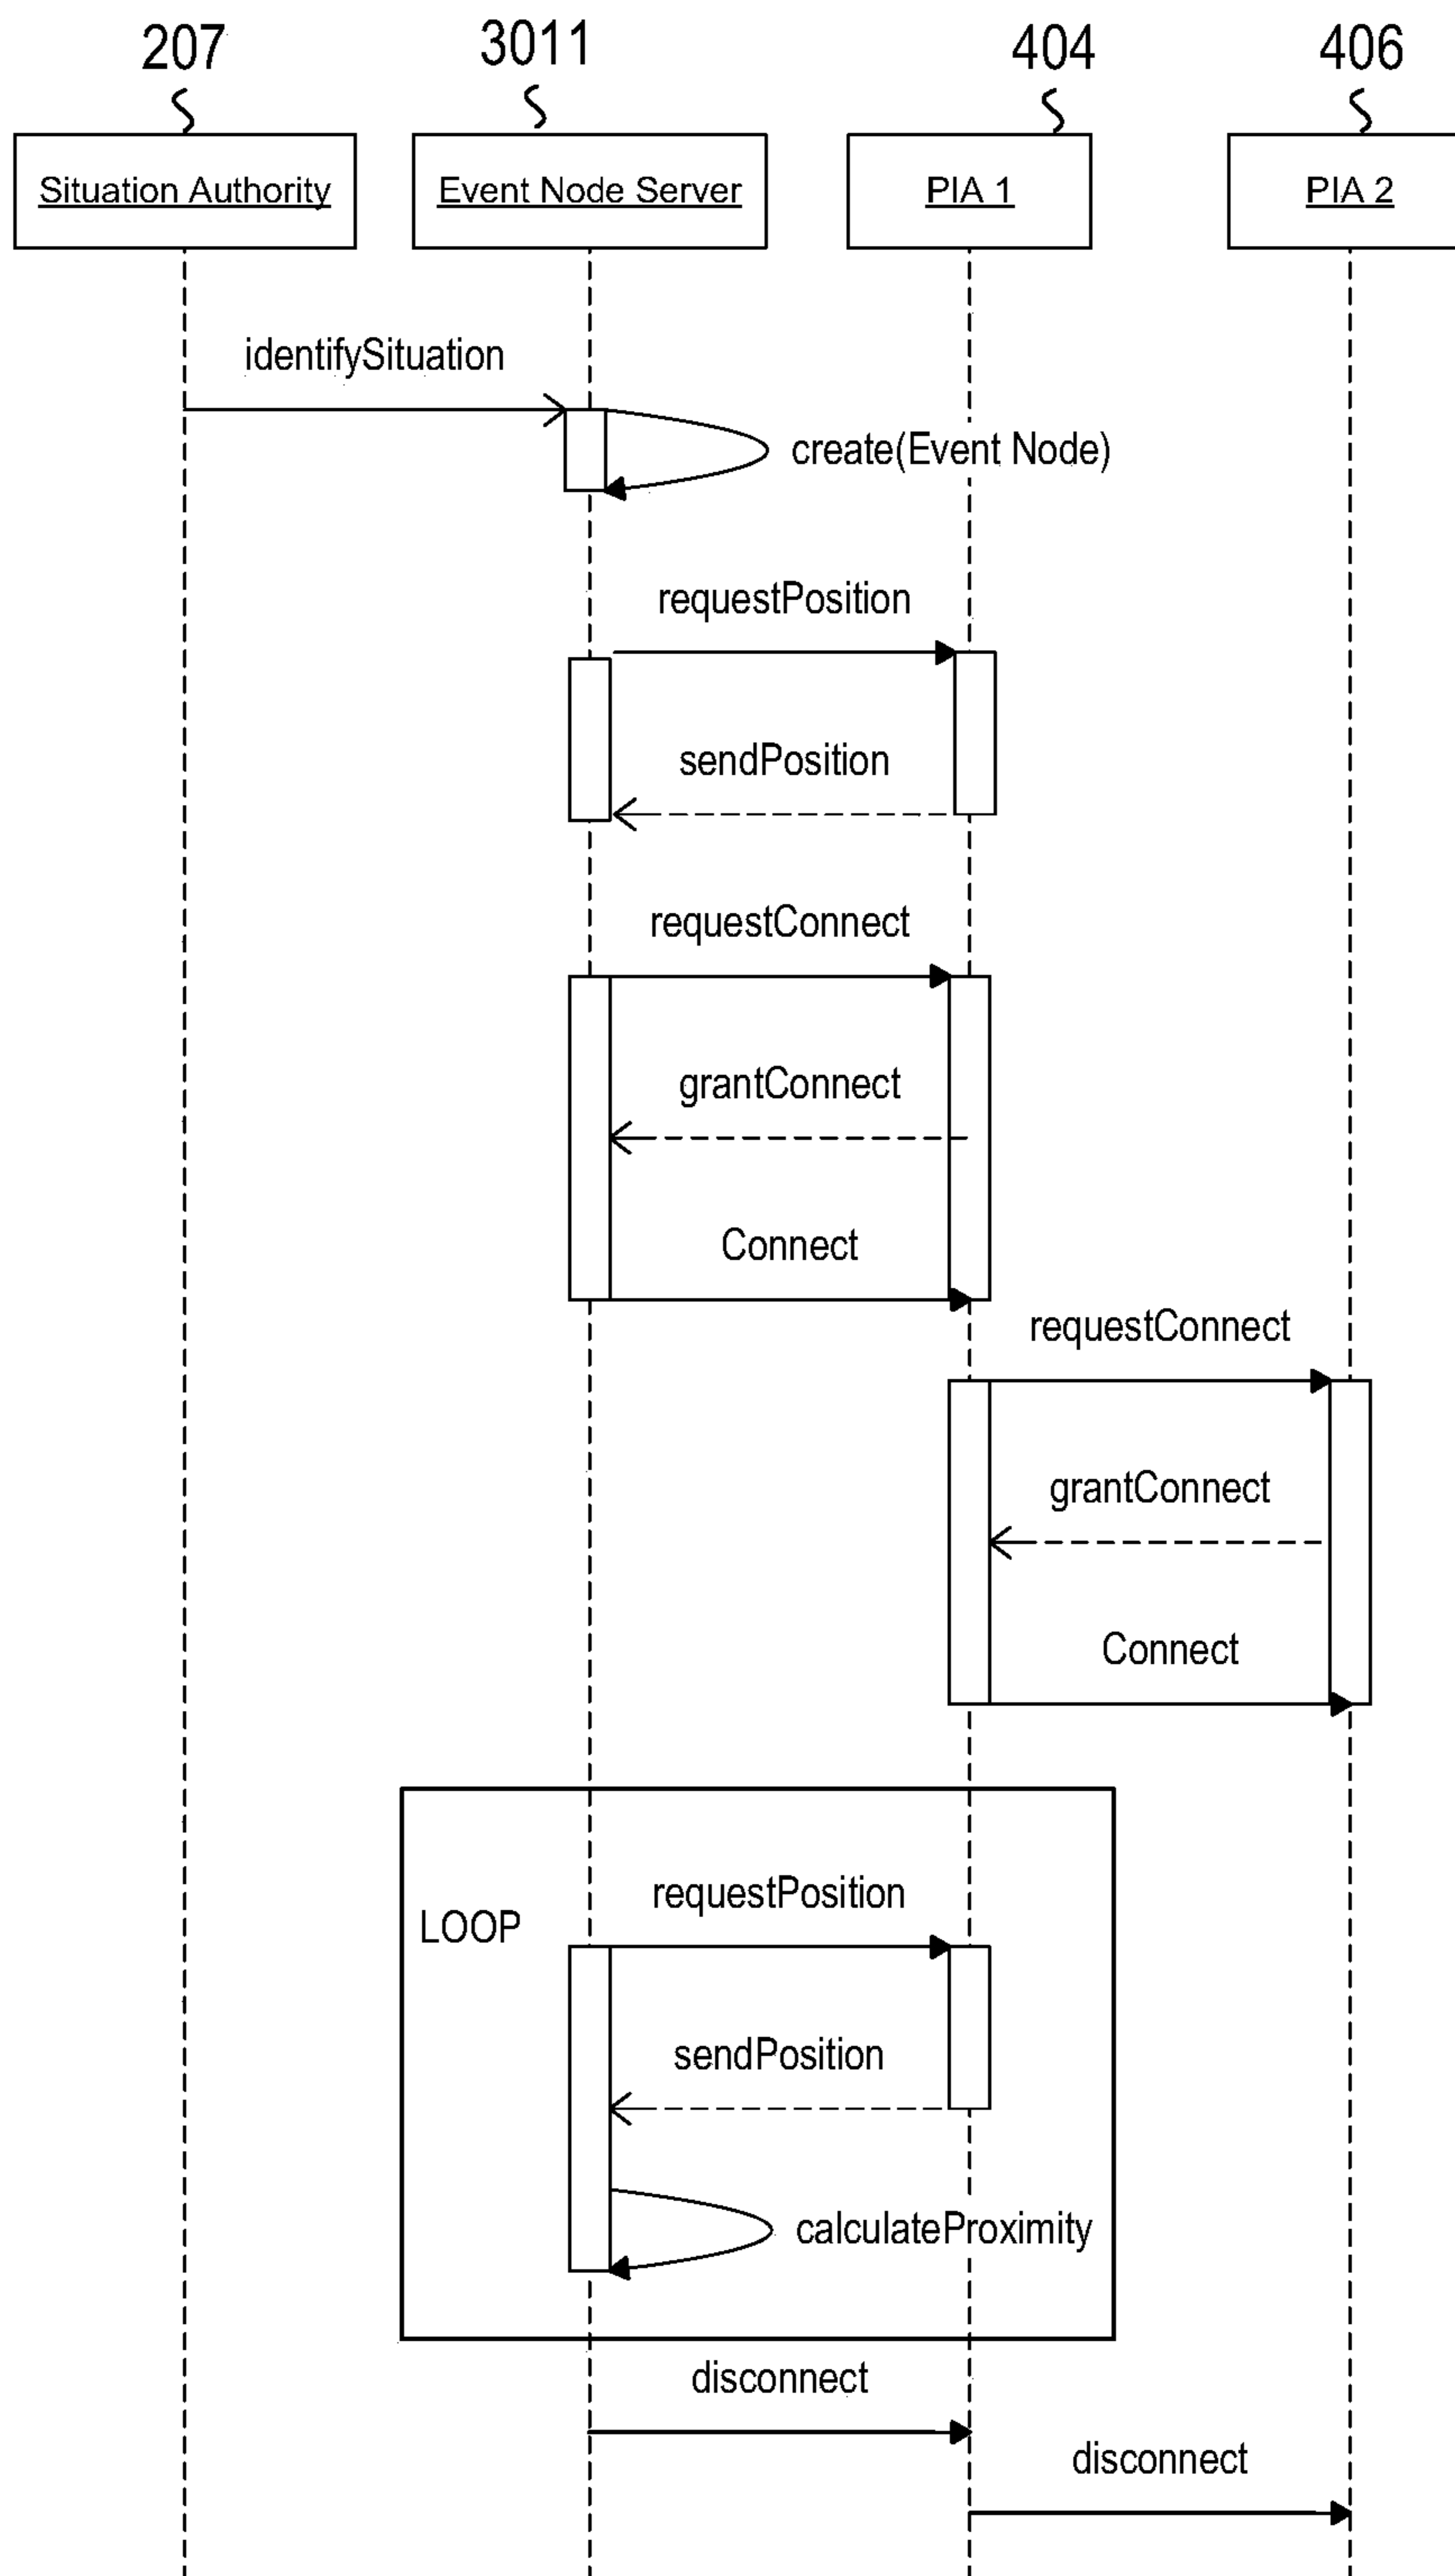 207
3011
404
406
Situation Authority
Event Node Server
PIA 1
PIA 2
identifySituation
create(Event Node)
requestPosition
sendPosition
requestConnect
grantConnect
Connect
requestConnect
grantConnect
Connect
requestPosition
LOOP
sendPosition
calculateProximity
disconnect
disconnect